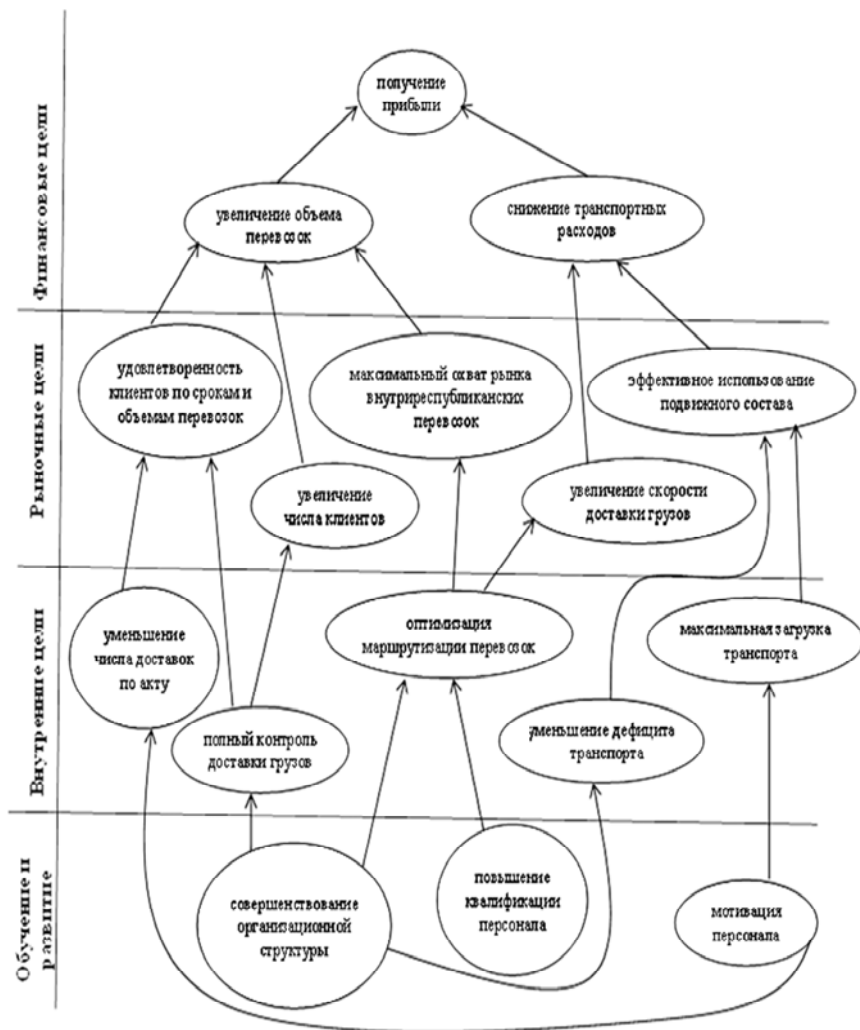 Финансовые цели
получение
прибыли
увеличение объема
перевозок
снижение транспортных
расходов
Рыночные цели
удовлетворенность
клиентов по срокам и
объемам перевозок
максимальный охват рынка
внутриреспубликанских
перевозок
эффективное использование
подвижного состава
увеличение
числа клиентов
увеличение скорости
доставки грузов
Внутренние цели
уменьшение
числа доставок
по акту
оптимизация
маршрутизации перевозок
максимальная загрузка
транспорта
полный контроль
доставки грузов
уменьшение дефицита
транспорта
Обучение и
развитие
совершенствование
организационной
структуры
повышение
квалификации
персонала
мотивация
персонала